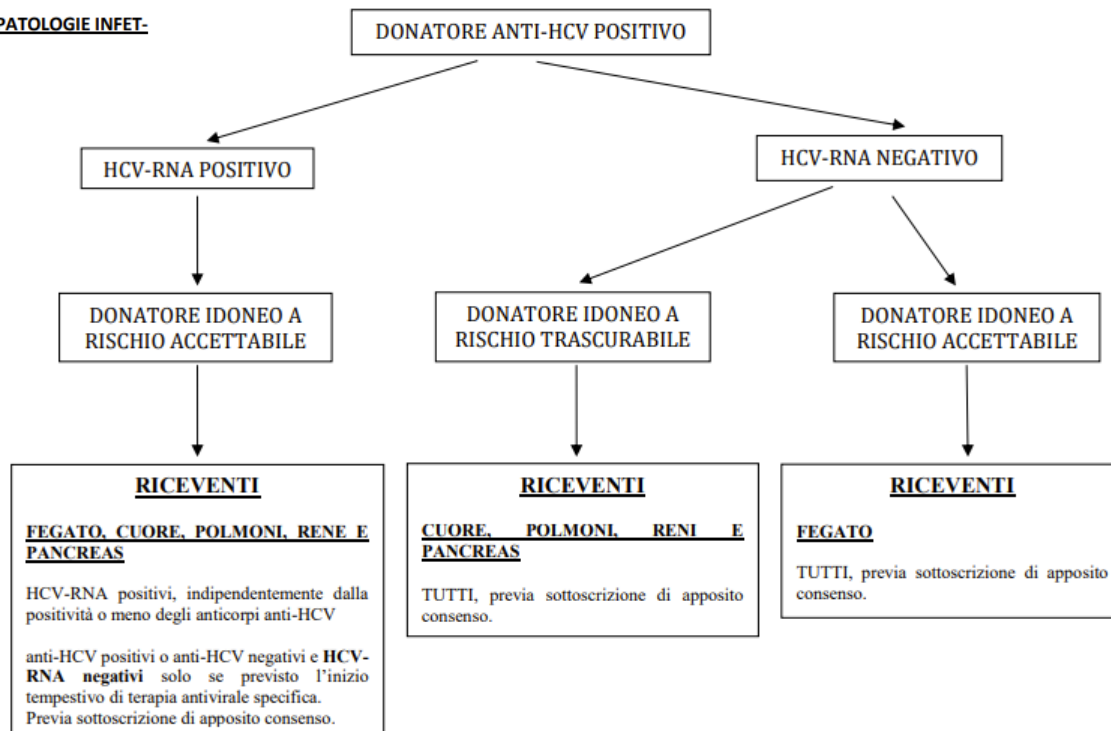 PATOLOGIE INFET-
DONATORE ANTI-HCV POSITIVO
HCV-RNA POSITIVO
HCV-RNA NEGATIVO
DONATORE IDONEO A
RISCHIO ACCETTABILE
DONATORE IDONEO A
RISCHIO TRASCURABILE
DONATORE IDONEO A
RISCHIO ACCETTABILE
RICEVENTI
FEGATO, CUORE, POLMONI, RENE E
PANCREAS
HCV-RNA positivi, indipendentemente dalla
positività o meno degli anticorpi anti-HCV
anti-HCV positivi o anti-HCV negativi e HCV-
RNA negativi solo se previsto l’inizio
tempestivo di terapia antivirale specifica.
Previa sottoscrizione di apposito consenso.
RICEVENTI
CUORE, POLMONI, RENI E
PANCREAS
TUTTI, previa sottoscrizione di apposito
consenso.
RICEVENTI
FEGATO
TUTTI, previa sottoscrizione di apposito
consenso.